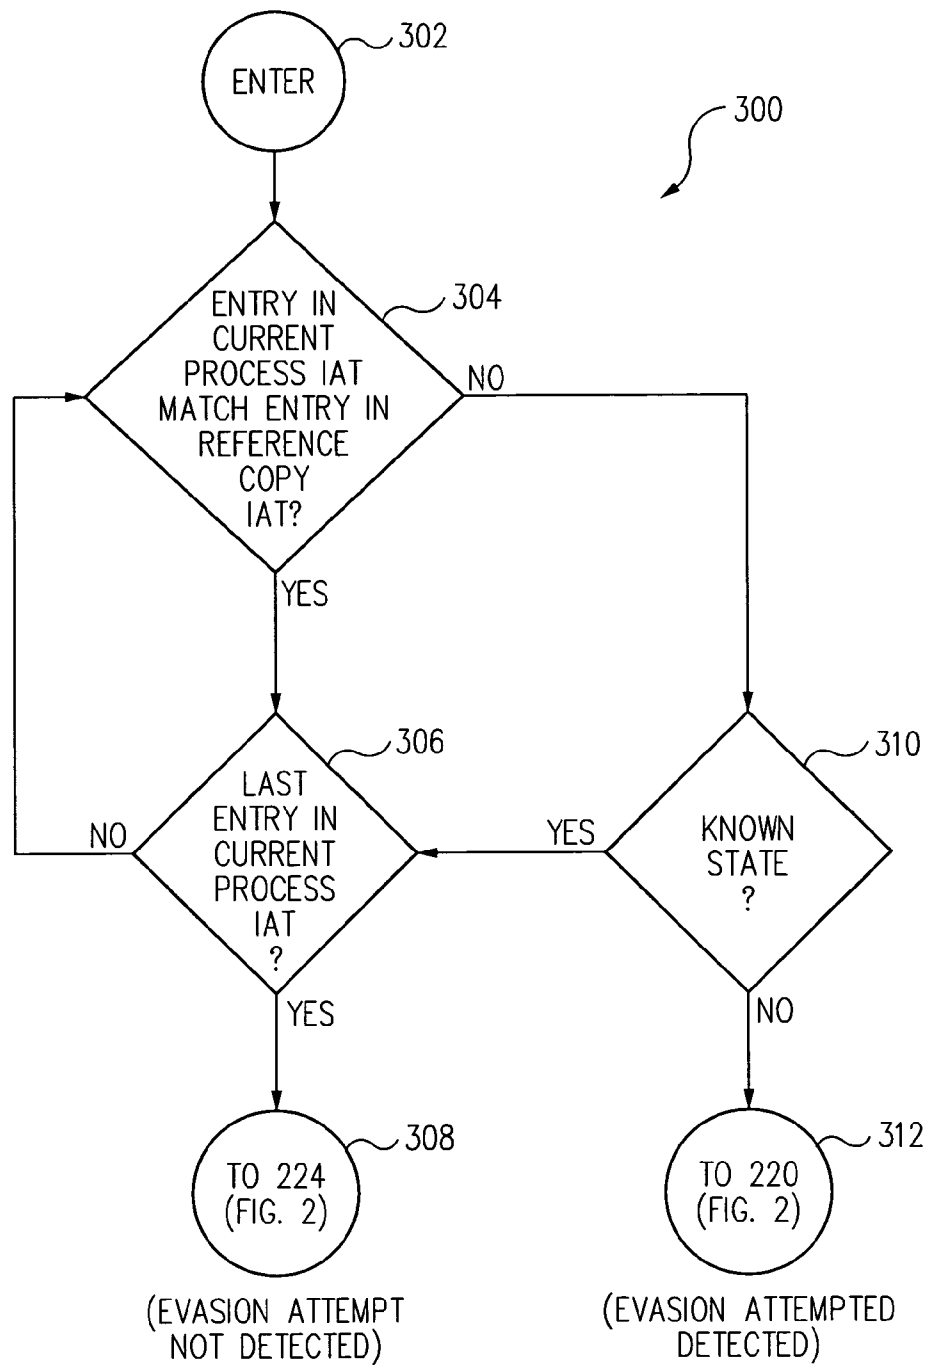 302
ENTER
300
304
ENTRY IN
CURRENT
PROCESS IAT
MATCH ENTRY IN
REFERENCE
COPY
IAT?
NO
YES
306
LAST
ENTRY IN
CURRENT
PROCESS
IAT
?
NO
YES
310
KNOWN
STATE
?
YES
NO
308
TO 224
(FIG. 2)
312
TO 220
(FIG. 2)
(EVASION ATTEMPT
NOT DETECTED)
(EVASION ATTEMPTED
DETECTED)